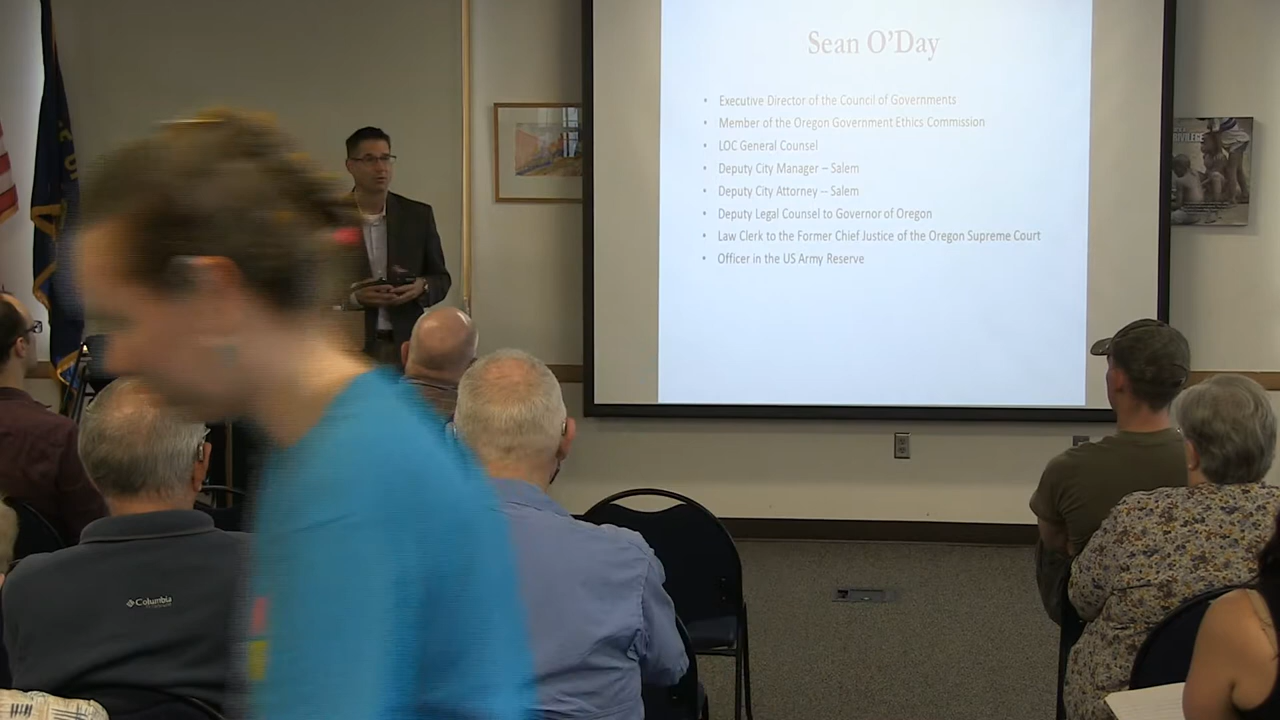 Sean O'Day
• Executive Director of the Council of Governments
• Member of the Oregon Government Ethics Commission
• LOC General Counsel
• Deputy City Manager – Salem
• Deputy City Attorney – Salem
• Deputy Legal Counsel to Governor of Oregon
• Law Clerk to the Former Chief Justice of the Oregon Supreme Court
• Officer in the US Army Reserve
Columbia